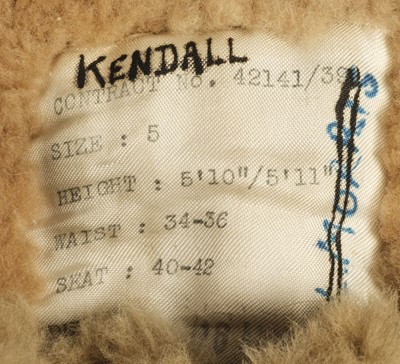 KENDALL
CONTRACT No. 42141/39
SIZE : 5
HEIGHT : 5'10"/5'11"
WAIST : 34-36
SEAT : 40-42